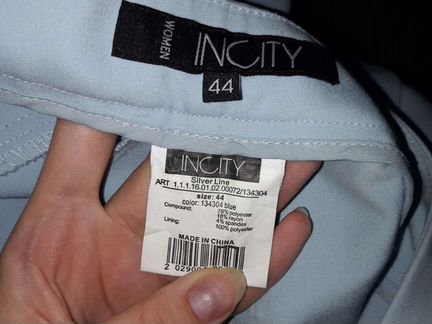 WOMEN
INCITY
44
INCITY
Silver Line
ART 1.1.1.16.01.02.00072/134304
size: 44
color: 134304 blue
Compound: 78% polyester
18% rayon
4% spandex
Lining: 100% polyester
MADE IN CHINA